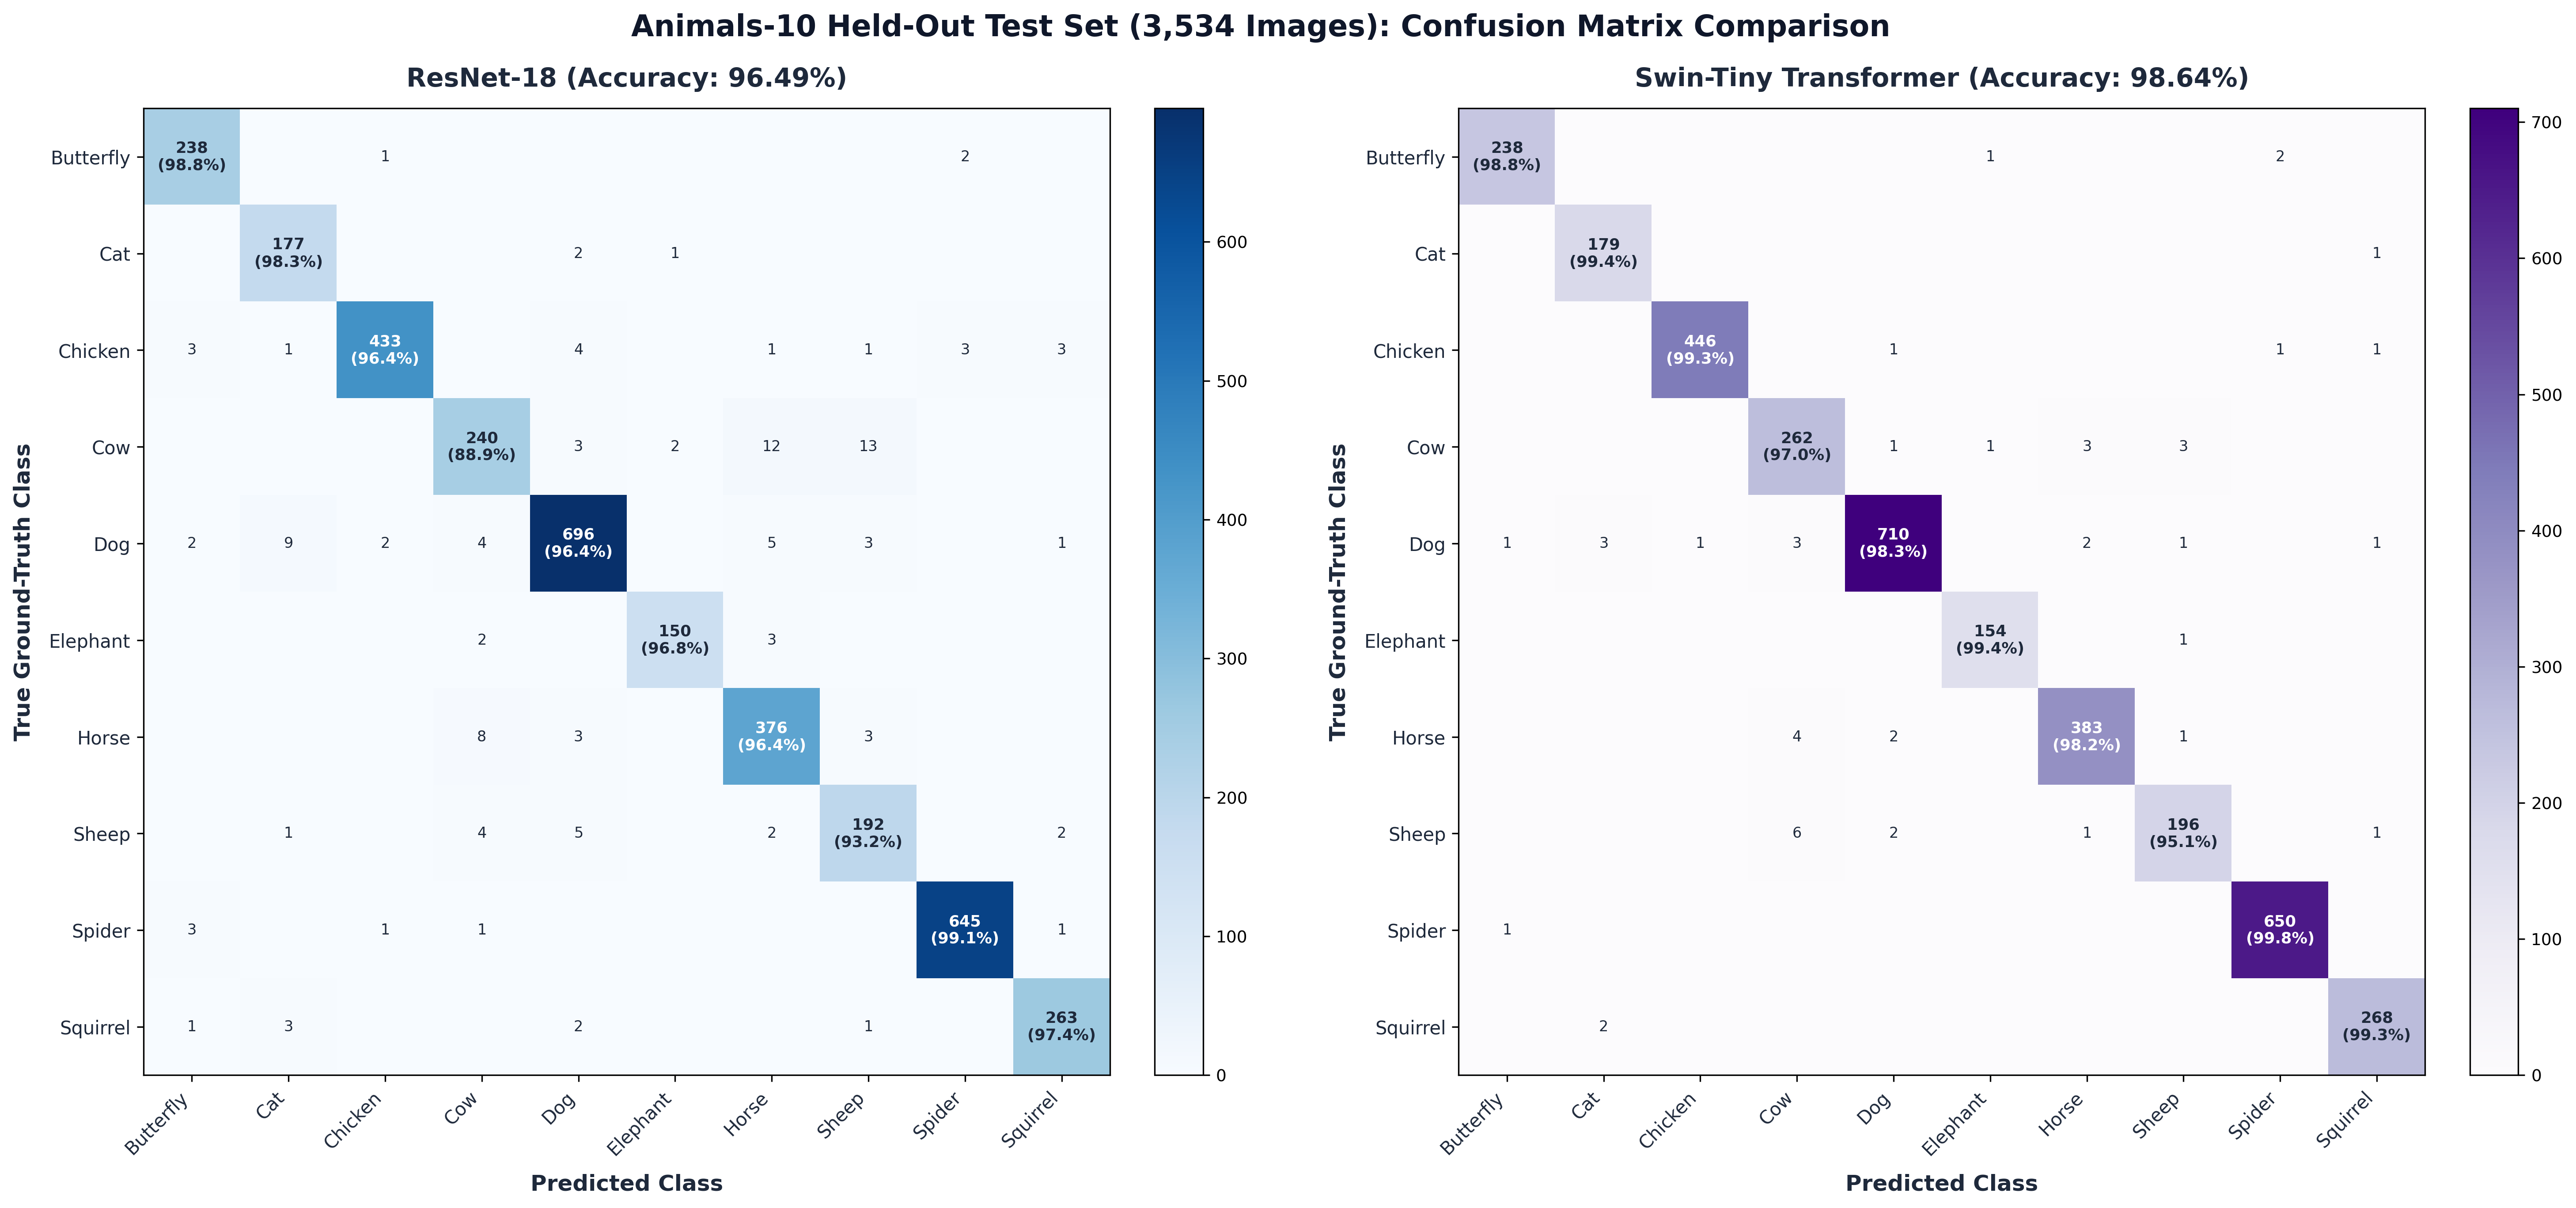 Animals-10 Held-Out Test Set (3,534 Images): Confusion Matrix Comparison
ResNet-18 (Accuracy: 96.49%)
True Ground-Truth Class
Butterfly 238 1 2
(98.8%)
Cat 177 2 1
(98.3%)
Chicken 3 1 433 4 1 1 3 3
(96.4%)
Cow 240 3 2 12 13
(88.9%)
Dog 2 9 2 4 696 5 3 1
(96.4%)
Elephant 2 150 3
(96.8%)
Horse 8 3 376 3
(96.4%)
Sheep 1 4 5 2 192 2
(93.2%)
Spider 3 1 1 645 1
(99.1%)
Squirrel 1 3 2 1 263
(97.4%)
Butterfly Cat Chicken Cow Dog Elephant Horse Sheep Spider Squirrel
Predicted Class
600
500
400
300
200
100
0
Swin-Tiny Transformer (Accuracy: 98.64%)
True Ground-Truth Class
Butterfly 238 1 2
(98.8%)
Cat 179 1
(99.4%)
Chicken 446 1 1 1
(99.3%)
Cow 262 1 1 3 3
(97.0%)
Dog 1 3 1 3 710 2 1 1
(98.3%)
Elephant 154 1
(99.4%)
Horse 4 2 383 1
(98.2%)
Sheep 6 2 1 196 1
(95.1%)
Spider 1 650
(99.8%)
Squirrel 2 268
(99.3%)
Butterfly Cat Chicken Cow Dog Elephant Horse Sheep Spider Squirrel
Predicted Class
700
600
500
400
300
200
100
0